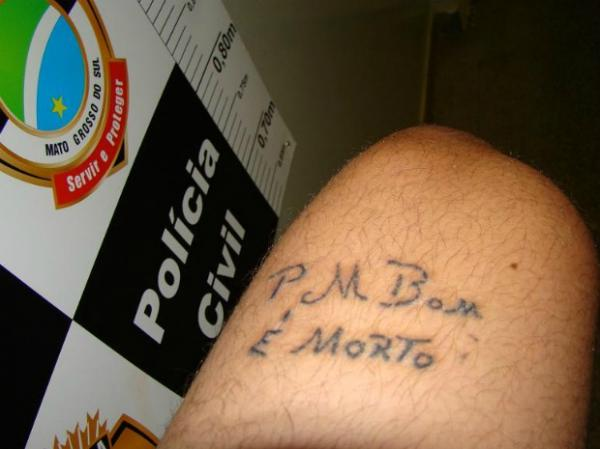 MATO GROSSO DO SUL
Servir e Proteger
0,80m
0,70m
Polícia
Civil
PM Bom
É MORTO